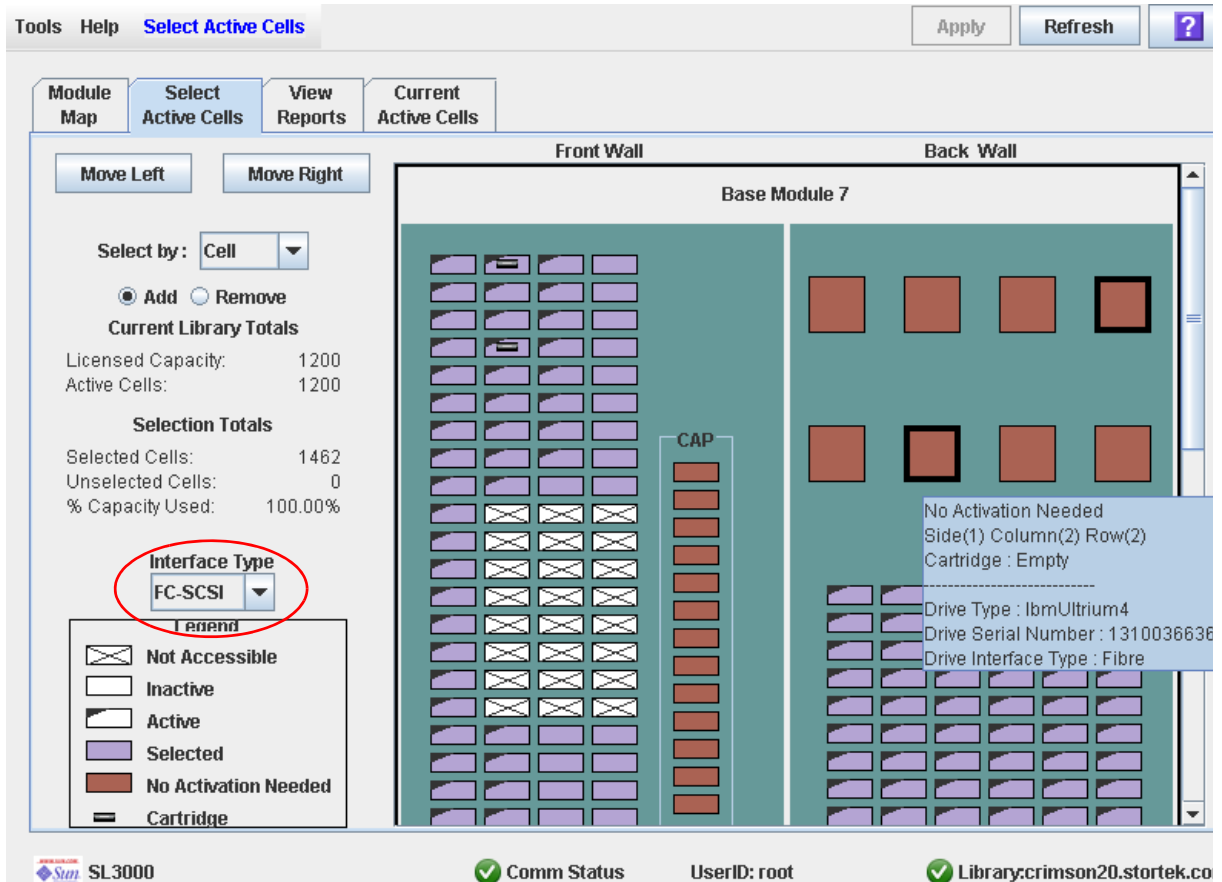 Tools Help Select Active Cells Apply Refresh ?
Module Map
Select Active Cells
View Reports
Current Active Cells
Move Left Move Right
Front Wall Back Wall
Base Module 7
Select by: Cell
Add Remove
Current Library Totals
Licensed Capacity: 1200
Active Cells: 1200
Selection Totals
Selected Cells: 1462
Unselected Cells: 0
% Capacity Used: 100.00%
CAP
Interface Type
FC-SCSI
No Activation Needed
Side(1) Column(2) Row(2)
Cartridge : Empty
----------------------------
Drive Type : IbmUltrium4
Drive Serial Number : 1310036636
Drive Interface Type : Fibre
Legend
Not Accessible
Inactive
Active
Selected
No Activation Needed
Cartridge
Sun SL3000 Comm Status UserID: root Library:crimson20.stortek.co